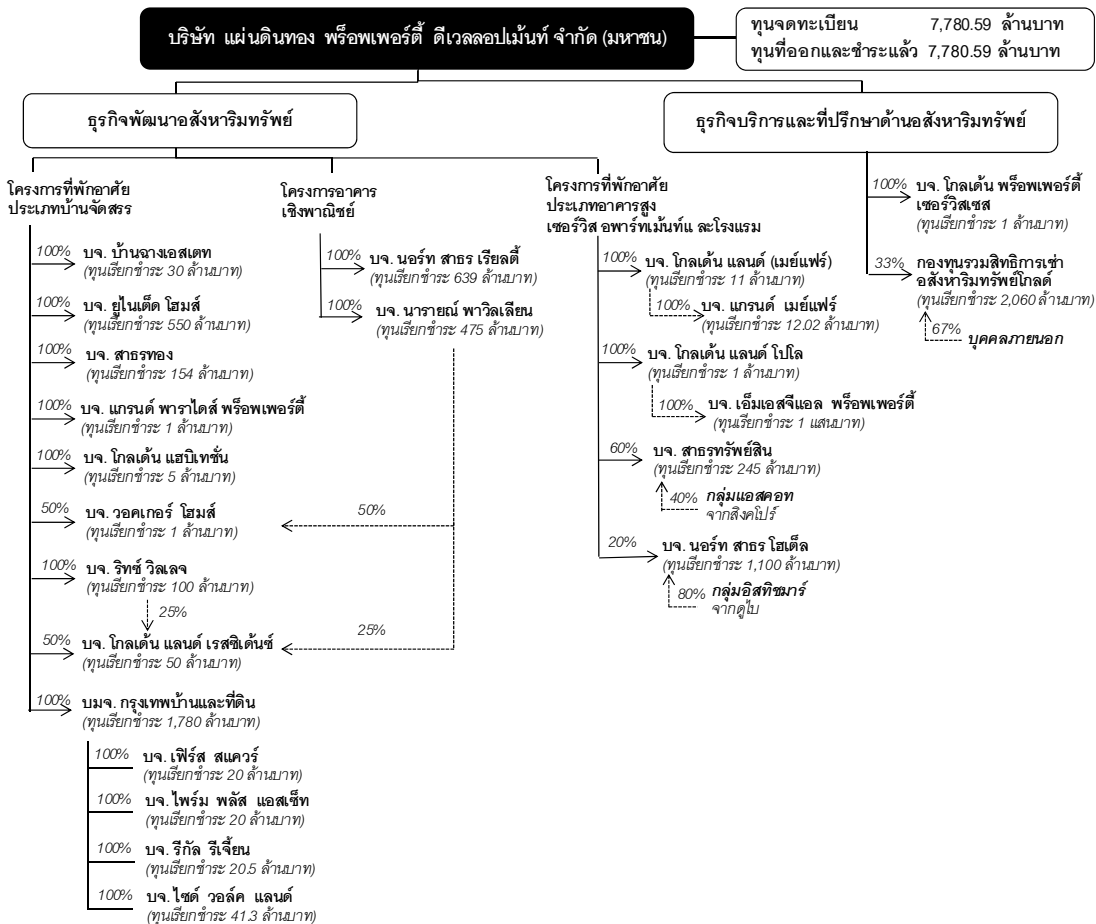 บริษัท แผ่นดินทอง พร็อพเพอร์ตี้ ดีเวลลอปเม้นท์ จำกัด (มหาชน)
ทุนจดทะเบียน 7,780.59 ล้านบาท
ทุนที่ออกและชำระแล้ว 7,780.59 ล้านบาท
ธุรกิจพัฒนาอสังหาริมทรัพย์
ธุรกิจบริการและที่ปรึกษาด้านอสังหาริมทรัพย์
โครงการที่พักอาศัย
ประเภทบ้านจัดสรร
100% บจ. บ้านฉางเอสเตท
(ทุนเรียกชำระ 30 ล้านบาท)
100% บจ. ยูไนเต็ด โฮมส์
(ทุนเรียกชำระ 550 ล้านบาท)
100% บจ. สาธรทอง
(ทุนเรียกชำระ 154 ล้านบาท)
100% บจ. แกรนด์ พาราไดส์ พร็อพเพอร์ตี้
(ทุนเรียกชำระ 1 ล้านบาท)
100% บจ. โกลเด้น แฮบิเทชั่น
(ทุนเรียกชำระ 5 ล้านบาท)
50% บจ. วอคเกอร์ โฮมส์
(ทุนเรียกชำระ 1 ล้านบาท)
50%
100% บจ. ริทซ์ วิลเลจ
(ทุนเรียกชำระ 100 ล้านบาท)
25%
50% บจ. โกลเด้น แลนด์ เรสซิเด้นซ์
(ทุนเรียกชำระ 50 ล้านบาท)
25%
100% บมจ. กรุงเทพบ้านและที่ดิน
(ทุนเรียกชำระ 1,780 ล้านบาท)
100% บจ. เฟิร์ส สแควร์
(ทุนเรียกชำระ 20 ล้านบาท)
100% บจ. ไพร์ม พลัส แอสเซ็ท
(ทุนเรียกชำระ 20 ล้านบาท)
100% บจ. รีกัล รีเจี้ยน
(ทุนเรียกชำระ 20.5 ล้านบาท)
100% บจ. ไซด์ วอล์ค แลนด์
(ทุนเรียกชำระ 41.3 ล้านบาท)
โครงการอาคาร
เชิงพาณิชย์
100% บจ. นอร์ท สาธร เรียลตี้
(ทุนเรียกชำระ 639 ล้านบาท)
100% บจ. นารายณ์ พาวิลเลียน
(ทุนเรียกชำระ 475 ล้านบาท)
โครงการที่พักอาศัย
ประเภทอาคารสูง
เซอร์วิส อพาร์ทเม้นท์แ ละโรงแรม
100% บจ. โกลเด้น แลนด์ (เมย์แฟร์)
(ทุนเรียกชำระ 11 ล้านบาท)
100% บจ. แกรนด์ เมย์แฟร์
(ทุนเรียกชำระ 12.02 ล้านบาท)
100% บจ. โกลเด้น แลนด์ โปโล
(ทุนเรียกชำระ 1 ล้านบาท)
100% บจ. เอ็มเอสจีแอล พร็อพเพอร์ตี้
(ทุนเรียกชำระ 1 แสนบาท)
60% บจ. สาธรทรัพย์สิน
(ทุนเรียกชำระ 245 ล้านบาท)
40% กลุ่มแอสคอท
จากสิงคโปร์
20% บจ. นอร์ท สาธร โฮเต็ล
(ทุนเรียกชำระ 1,100 ล้านบาท)
80% กลุ่มอิสทิชมาร์
จากดูไบ
100% บจ. โกลเด้น พร็อพเพอร์ตี้
เซอร์วิสเซส
(ทุนเรียกชำระ 1 ล้านบาท)
33% กองทุนรวมสิทธิการเช่า
อสังหาริมทรัพย์โกลด์
(ทุนเรียกชำระ 2,060 ล้านบาท)
67% บุคคลภายนอก